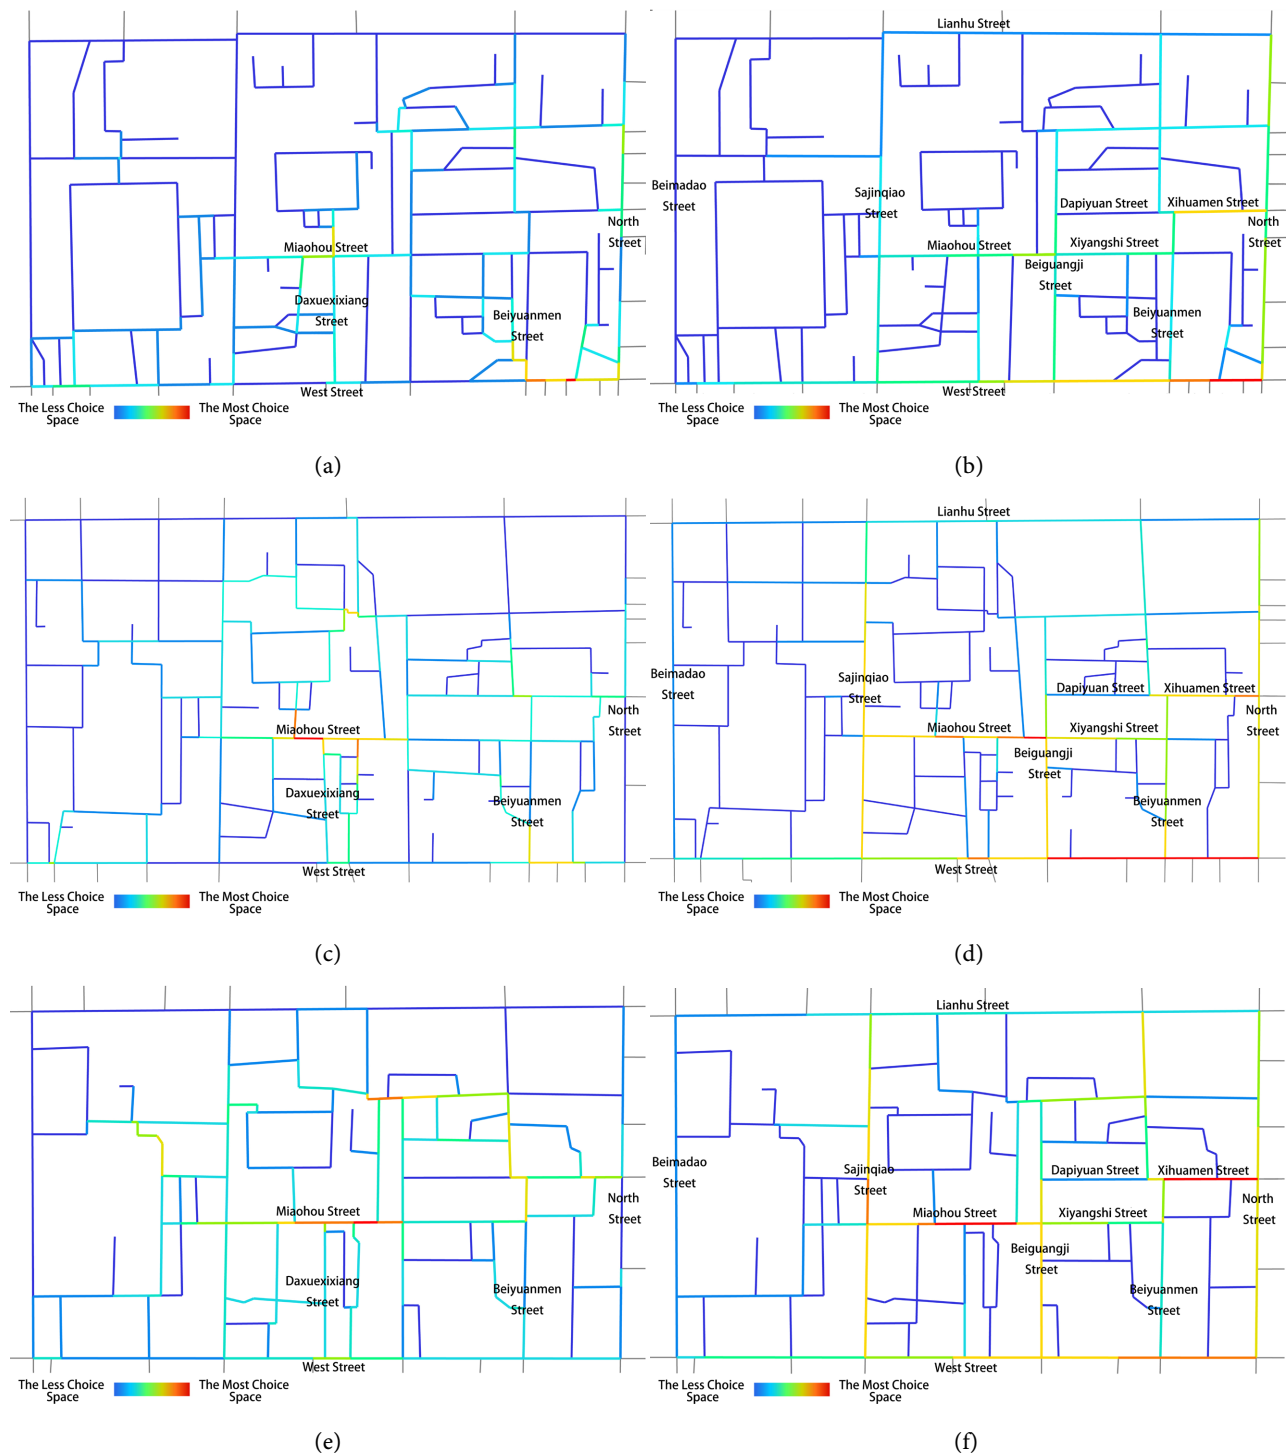 Miaohou Street
North
Street
Daxuexixiang
Street
Beiyuanmen
Street
West Street
The Less Choice
Space
The Most Choice
Space
(a)
Lianhu Street
Beimadao
Street
Sajinqiao
Street
Dapiyuan Street
Xihuamen Street
North
Street
Miaohou Street
Xiyangshi Street
Beiguangji
Street
Beiyuanmen
Street
West Street
The Less Choice
Space
The Most Choice
Space
(b)
North
Street
Miaohou Street
Daxuexixiang
Street
Beiyuanmen
Street
West Street
The Less Choice
Space
The Most Choice
Space
(c)
Lianhu Street
Beimadao
Street
Sajinqiao
Street
Dapiyuan Street
Xihuamen Street
North
Street
Miaohou Street
Xiyangshi Street
Beiguangji
Street
Beiyuanmen
Street
West Street
The Less Choice
Space
The Most Choice
Space
(d)
North
Street
Miaohou Street
Daxuexixiang
Street
Beiyuanmen
Street
West Street
The Less Choice
Space
The Most Choice
Space
(e)
Lianhu Street
Beimadao
Street
Sajinqiao
Street
Dapiyuan Street
Xihuamen Street
North
Street
Miaohou Street
Xiyangshi Street
Beiguangji
Street
Beiyuanmen
Street
West Street
The Less Choice
Space
The Most Choice
Space
(f)